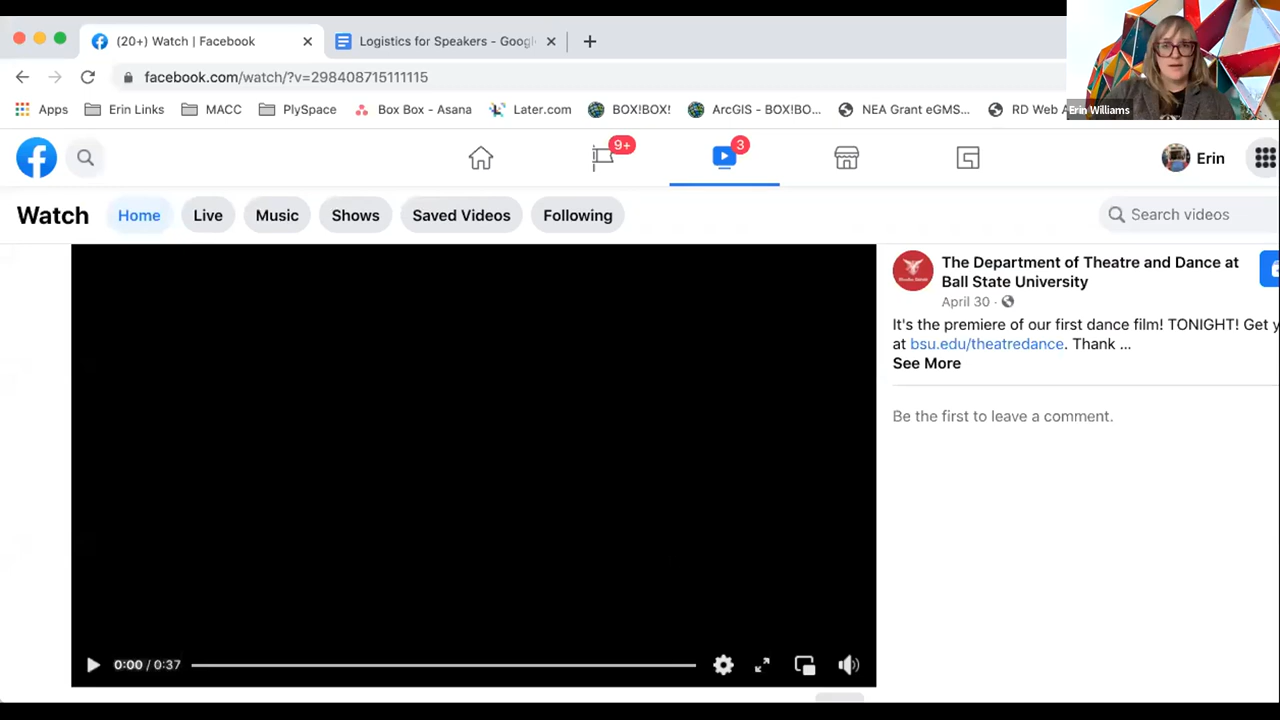 (20+) Watch | Facebook
Logistics for Speakers - Googl
facebook.com/watch/?v=298408715111115
Apps
Erin Links
MACC
PlySpace
Box Box - Asana
Later.com
BOX!BOX!
ArcGIS - BOX!BO...
NEA Grant eGMS...
RD Web A
Erin Williams
9+
3
Erin
Watch
Home
Live
Music
Shows
Saved Videos
Following
Search videos
The Department of Theatre and Dance at
Ball State University
April 30 ·
It's the premiere of our first dance film! TONIGHT! Get y
at bsu.edu/theatredance. Thank ...
See More
Be the first to leave a comment.
0:00 / 0:37